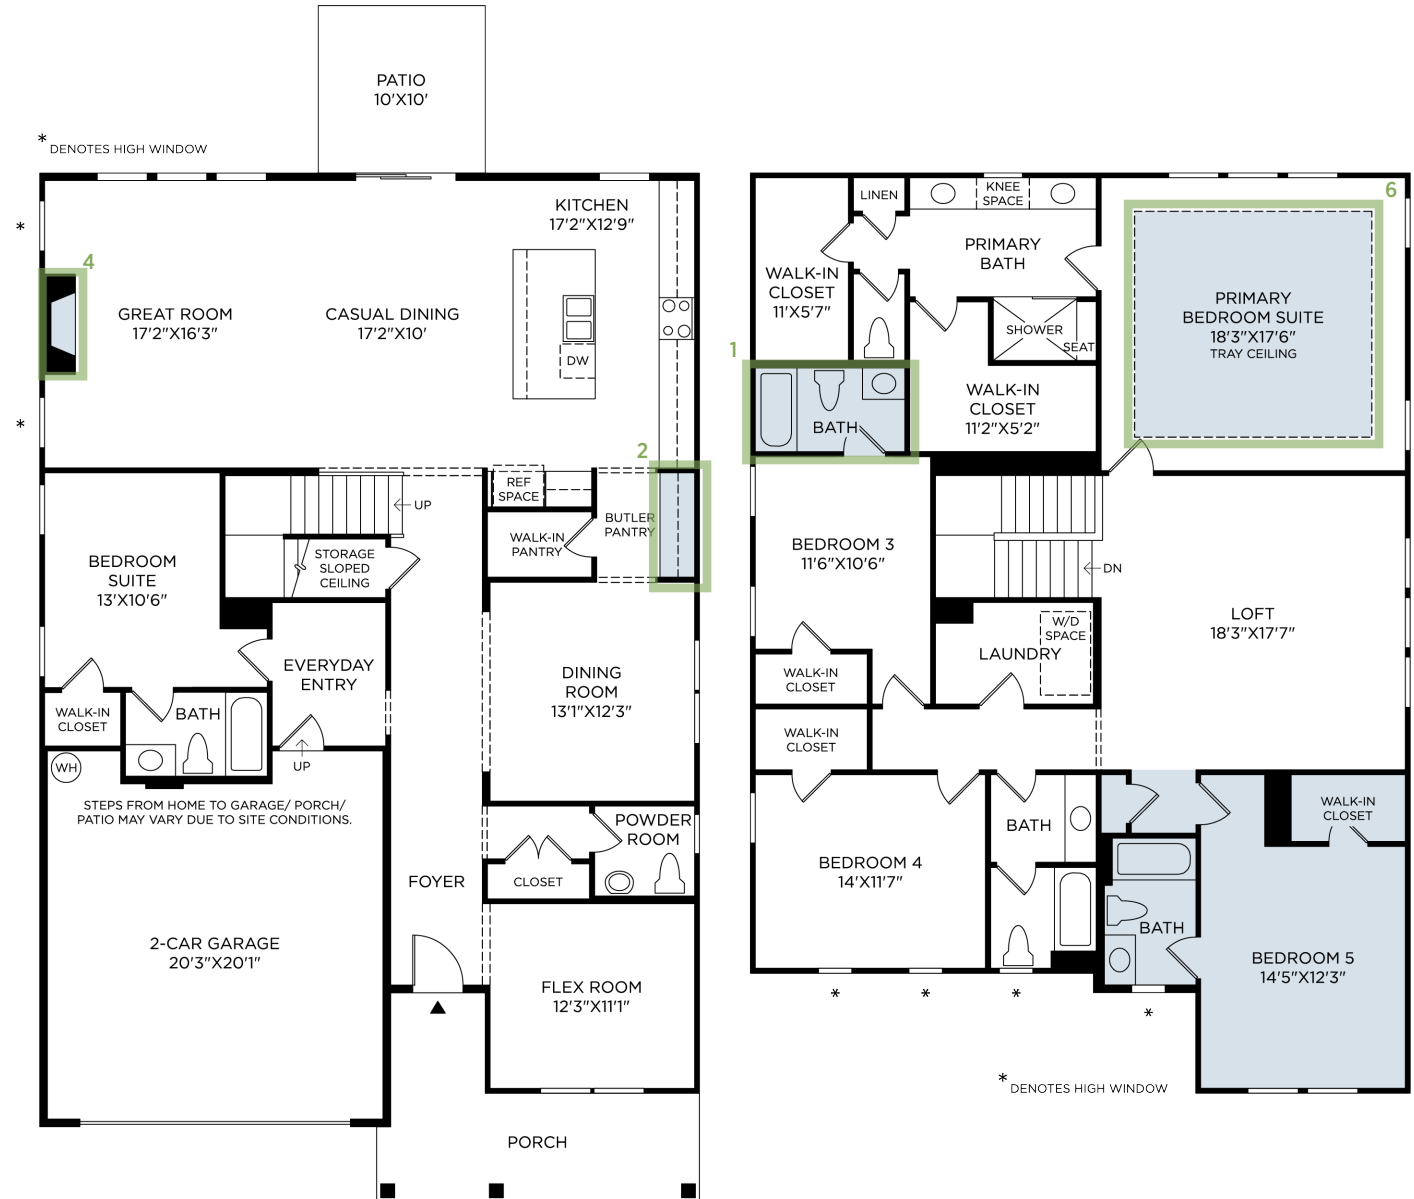 PATIO
10'X10'
* DENOTES HIGH WINDOW
*
*
4
GREAT ROOM
17'2"X16'3"
CASUAL DINING
17'2"X10'
KITCHEN
17'2"X12'9"
DW
2
REF
SPACE
BUTLER
PANTRY
WALK-IN
PANTRY
UP
STORAGE
SLOPED
CEILING
BEDROOM
SUITE
13'X10'6"
EVERYDAY
ENTRY
DINING
ROOM
13'1"X12'3"
WALK-IN
CLOSET
BATH
UP
WH
STEPS FROM HOME TO GARAGE/ PORCH/
PATIO MAY VARY DUE TO SITE CONDITIONS.
POWDER
ROOM
CLOSET
FOYER
2-CAR GARAGE
20'3"X20'1"
FLEX ROOM
12'3"X11'1"
PORCH
LINEN
KNEE
SPACE
6
PRIMARY
BATH
WALK-IN
CLOSET
11'X5'7"
SHOWER
SEAT
PRIMARY
BEDROOM SUITE
18'3"X17'6"
TRAY CEILING
1
BATH
WALK-IN
CLOSET
11'2"X5'2"
BEDROOM 3
11'6"X10'6"
DN
LOFT
18'3"X17'7"
W/D
SPACE
LAUNDRY
WALK-IN
CLOSET
WALK-IN
CLOSET
BATH
WALK-IN
CLOSET
BEDROOM 4
14'X11'7"
BATH
BEDROOM 5
14'5"X12'3"
*
*
*
*
* DENOTES HIGH WINDOW